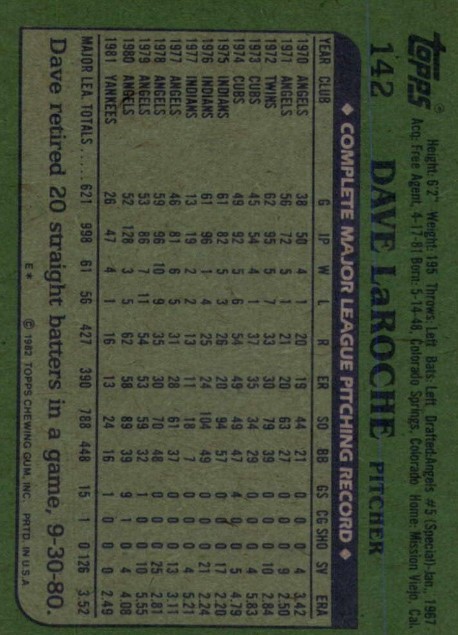 topps® Height: 6'2" Weight: 195 Throws: Left Bats: Left Drafted: Angels #5 (Special)-Jan., 1967
Acq: Free Agent, 4-17-81 Born: 5-14-48, Colorado Springs, Colorado Home: Mission Viejo Cal.
142 DAVE LaROCHE PITCHER
◆ COMPLETE MAJOR LEAGUE PITCHING RECORD ◆
YEAR CLUB G IP W L R ER SO BB GS CG SHO SV ERA
1970 ANGELS 38 50 4 1 20 19 44 21 0 0 0 4 3.42
1971 ANGELS 56 72 5 1 21 20 63 27 0 0 0 9 2.50
1972 TWINS 62 95 5 7 33 30 79 39 0 0 0 10 2.84
1973 CUBS 45 54 4 1 37 35 34 29 0 0 0 4 5.83
1974 CUBS 49 92 5 6 54 49 49 47 4 0 0 5 4.79
1975 INDIANS 61 82 5 3 26 20 94 57 0 0 0 17 2.20
1976 INDIANS 61 96 1 4 25 24 104 49 0 0 0 21 2.24
1977 INDIANS 13 19 2 2 13 11 18 7 0 0 0 4 5.21
1977 ANGELS 46 81 6 5 31 28 61 37 0 0 0 13 3.11
1978 ANGELS 59 96 10 9 35 30 70 48 0 0 0 25 2.81
1979 ANGELS 53 86 7 11 54 53 59 32 1 0 0 10 5.55
1980 ANGELS 52 128 3 5 62 58 89 39 9 1 0 4 4.08
1981 YANKEES 26 47 4 1 16 13 24 16 1 0 0 0 2.49
MAJOR LEA. TOTALS..... 621 998 61 56 427 390 788 448 15 1 0 126 3.52
Dave retired 20 straight batters in a game, 9-30-80.
E* © 1982 TOPPS CHEWING GUM, INC. PRTD. IN U.S.A.